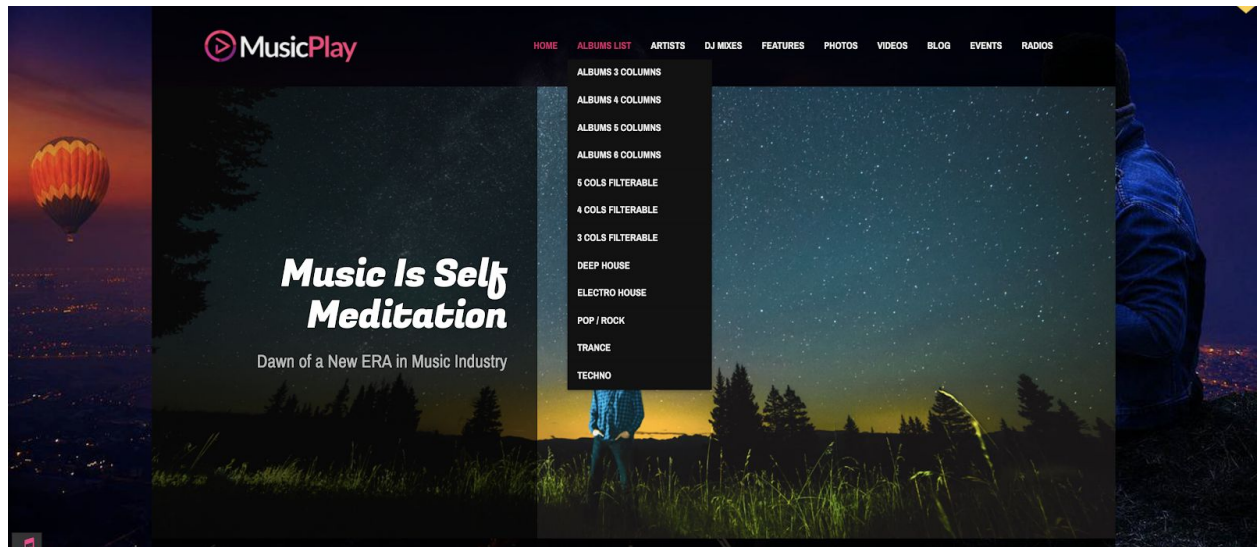 MusicPlay
HOME ALBUMS LIST ARTISTS DJ MIXES FEATURES PHOTOS VIDEOS BLOG EVENTS RADIOS
ALBUMS 3 COLUMNS
ALBUMS 4 COLUMNS
ALBUMS 5 COLUMNS
ALBUMS 6 COLUMNS
5 COLS FILTERABLE
4 COLS FILTERABLE
3 COLS FILTERABLE
DEEP HOUSE
ELECTRO HOUSE
POP / ROCK
TRANCE
TECHNO
Music Is Self
Meditation
Dawn of a New ERA in Music Industry